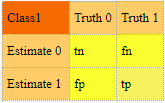 Class1 Truth 0 Truth 1
Estimate 0 tn fn
Estimate 1 fp tp